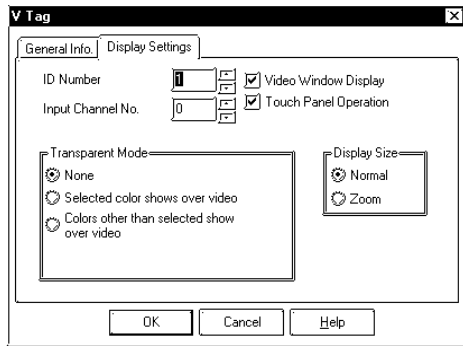 V Tag
General Info. Display Settings
ID Number 1 Video Window Display
Input Channel No. 0 Touch Panel Operation
Transparent Mode Display Size
None Normal
Selected color shows over video Zoom
Colors other than selected show
over video
OK Cancel Help